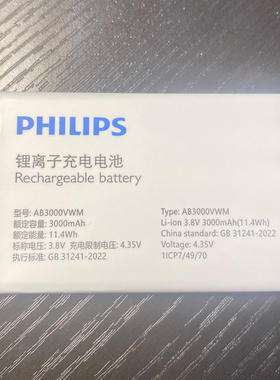 PHILIPS
锂离子充电电池
Rechargeable battery
型号: AB3000VWM
额定容量: 3000mAh
额定能量: 11.4Wh
标称电压: 3.8V 充电限制电压: 4.35V
执行标准: GB 31241-2022
Type: AB3000VWM
Li-ion 3.8V 3000mAh(11.4Wh)
China standard: GB 31241-2022
Voltage: 4.35V
1ICP7/49/70